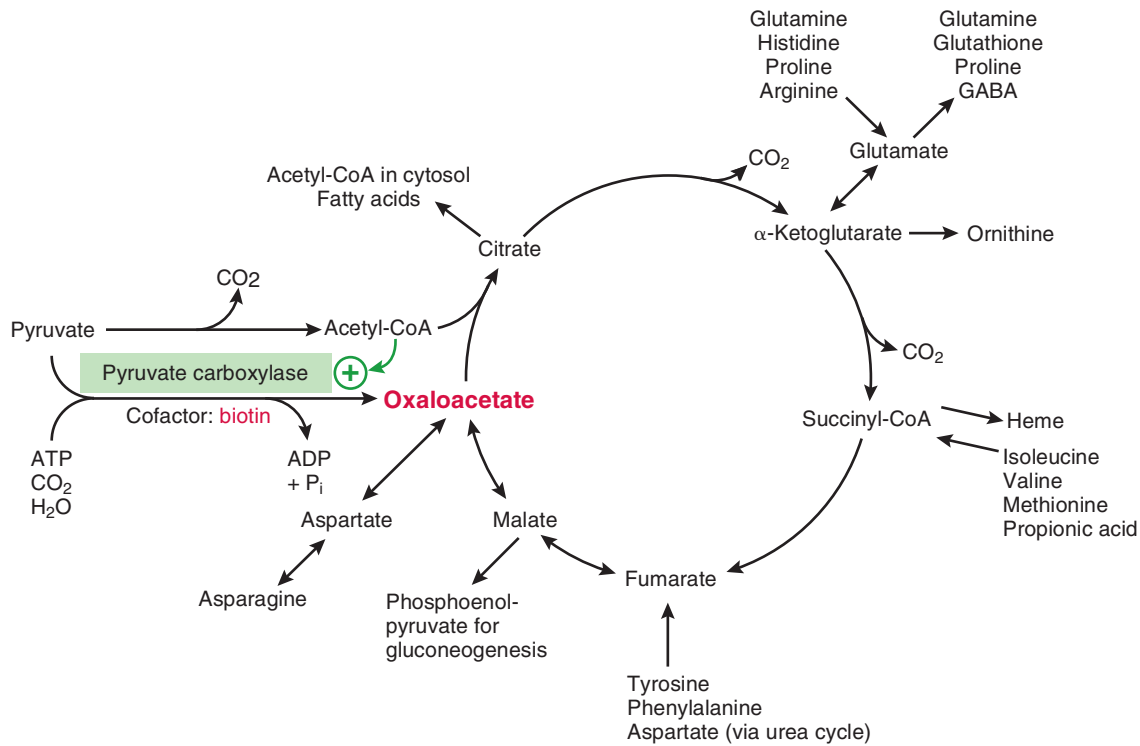 Glutamine
Histidine
Proline
Arginine
Glutamine
Glutathione
Proline
GABA
Glutamate
CO₂
Acetyl-CoA in cytosol
Fatty acids
Citrate
α-Ketoglutarate
Ornithine
CO2
Pyruvate
Acetyl-CoA
CO₂
Pyruvate carboxylase
+
Oxaloacetate
Cofactor: biotin
Succinyl-CoA
Heme
ATP
CO₂
H₂O
ADP
+ Pᵢ
Isoleucine
Valine
Methionine
Propionic acid
Aspartate
Malate
Fumarate
Asparagine
Phosphoenol-
pyruvate for
gluconeogenesis
Tyrosine
Phenylalanine
Aspartate (via urea cycle)